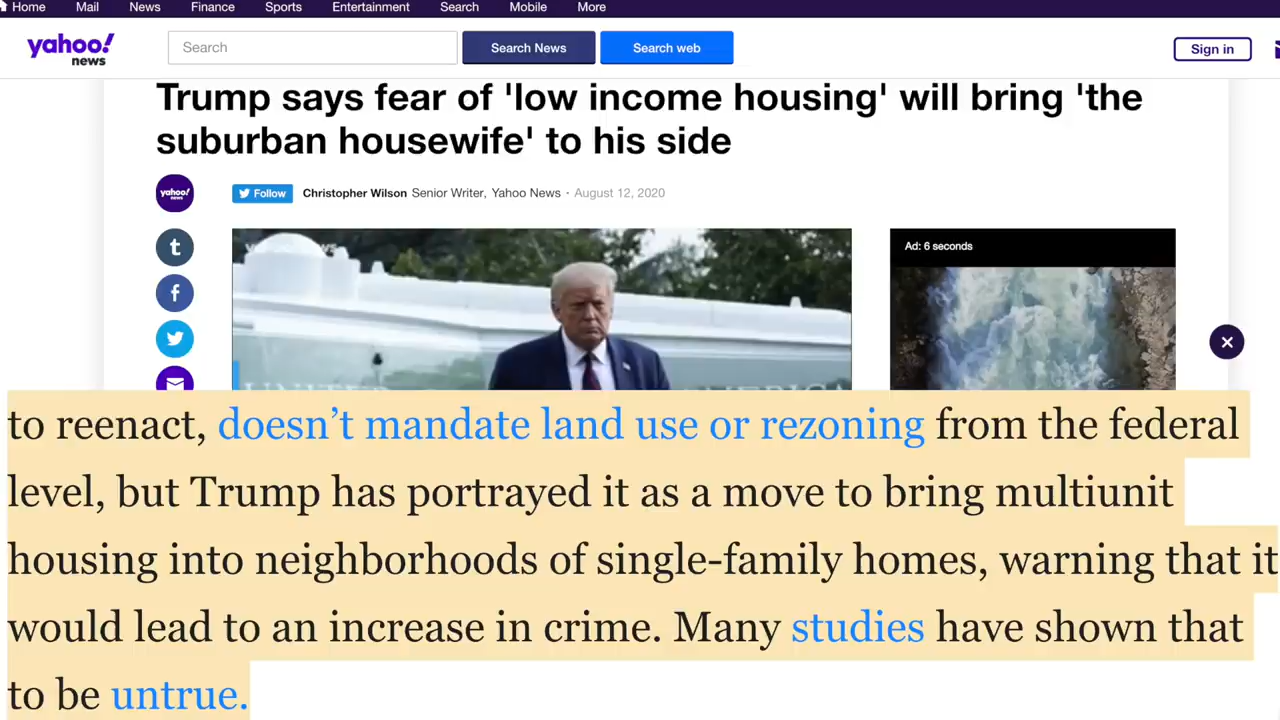 Home Mail News Finance Sports Entertainment Search Mobile More
yahoo!
news
Search
Search News
Search web
Sign in
Trump says fear of 'low income housing' will bring 'the
suburban housewife' to his side
yahoo!
news
Follow
Christopher Wilson Senior Writer, Yahoo News · August 12, 2020
Ad: 6 seconds
to reenact, doesn’t mandate land use or rezoning from the federal
level, but Trump has portrayed it as a move to bring multiunit
housing into neighborhoods of single-family homes, warning that it
would lead to an increase in crime. Many studies have shown that
to be untrue.